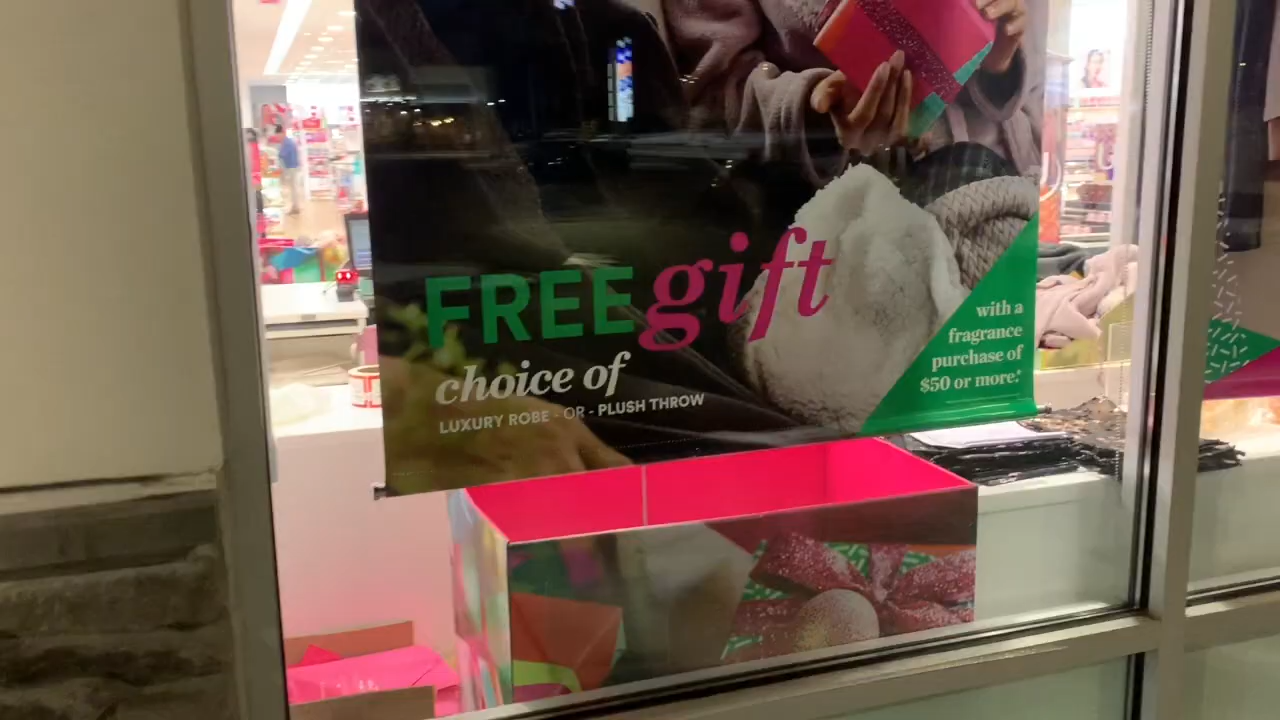 FREE gift
choice of
LUXURY ROBE - OR - PLUSH THROW
with a
fragrance
purchase of
$50 or more.*